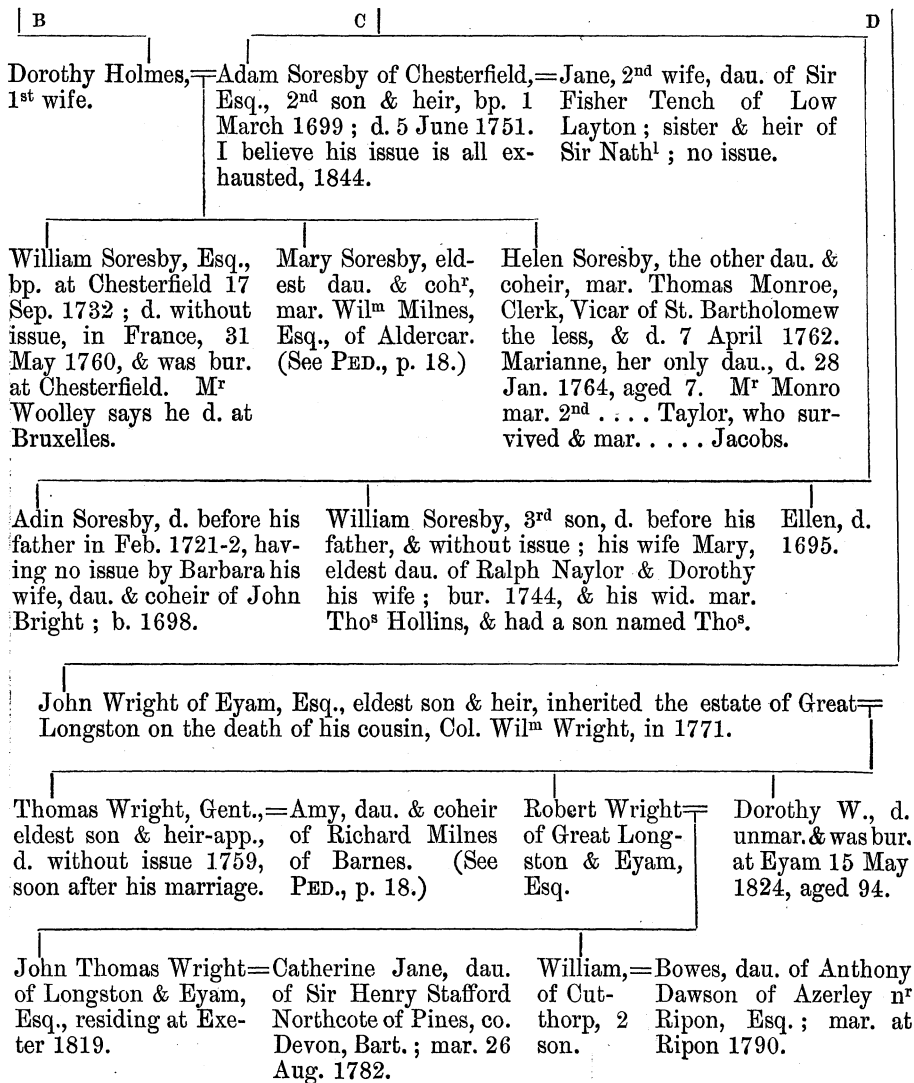 B C D
Dorothy Holmes,
1st wife.
Adam Soresby of Chesterfield,
Esq., 2nd son & heir, bp. 1
March 1699 ; d. 5 June 1751.
I believe his issue is all ex-
hausted, 1844.
Jane, 2nd wife, dau. of Sir
Fisher Tench of Low
Layton ; sister & heir of
Sir Nathl ; no issue.
William Soresby, Esq.,
bp. at Chesterfield 17
Sep. 1732 ; d. without
issue, in France, 31
May 1760, & was bur.
at Chesterfield. Mr
Woolley says he d. at
Bruxelles.
Mary Soresby, eld-
est dau. & cohr,
mar. Wilm Milnes,
Esq., of Aldercar.
(See PED., p. 18.)
Helen Soresby, the other dau. &
coheir, mar. Thomas Monroe,
Clerk, Vicar of St. Bartholomew
the less, & d. 7 April 1762.
Marianne, her only dau., d. 28
Jan. 1764, aged 7. Mr Monro
mar. 2nd . . . . Taylor, who sur-
vived & mar. . . . . Jacobs.
Adin Soresby, d. before his
father in Feb. 1721-2, hav-
ing no issue by Barbara his
wife, dau. & coheir of John
Bright ; b. 1698.
William Soresby, 3rd son, d. before his
father, & without issue ; his wife Mary,
eldest dau. of Ralph Naylor & Dorothy
his wife ; bur. 1744, & his wid. mar.
Thos Hollins, & had a son named Thos.
Ellen, d.
1695.
John Wright of Eyam, Esq., eldest son & heir, inherited the estate of Great
Longston on the death of his cousin, Col. Wilm Wright, in 1771.
Thomas Wright, Gent.,
eldest son & heir-app.,
d. without issue 1759,
soon after his marriage.
Amy, dau. & coheir
of Richard Milnes
of Barnes. (See
PED., p. 18.)
Robert Wright
of Great Long-
ston & Eyam,
Esq.
Dorothy W., d.
unmar. & was bur.
at Eyam 15 May
1824, aged 94.
John Thomas Wright
of Longston & Eyam,
Esq., residing at Exe-
ter 1819.
Catherine Jane, dau.
of Sir Henry Stafford
Northcote of Pines, co.
Devon, Bart. ; mar. 26
Aug. 1782.
William,
of Cut-
thorp, 2
son.
Bowes, dau. of Anthony
Dawson of Azerley nr
Ripon, Esq. ; mar. at
Ripon 1790.